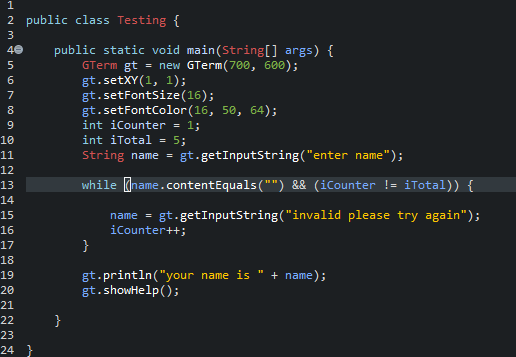 1
2 public class Testing {
3
4     public static void main(String[] args) {
5         GTerm gt = new GTerm(700, 600);
6         gt.setXY(1, 1);
7         gt.setFontSize(16);
8         gt.setFontColor(16, 50, 64);
9         int iCounter = 1;
10         int iTotal = 5;
11         String name = gt.getInputString("enter name");
12
13         while (name.contentEquals("") && (iCounter != iTotal)) {
14
15             name = gt.getInputString("invalid please try again");
16             iCounter++;
17         }
18
19         gt.println("your name is " + name);
20         gt.showHelp();
21
22     }
23
24 }